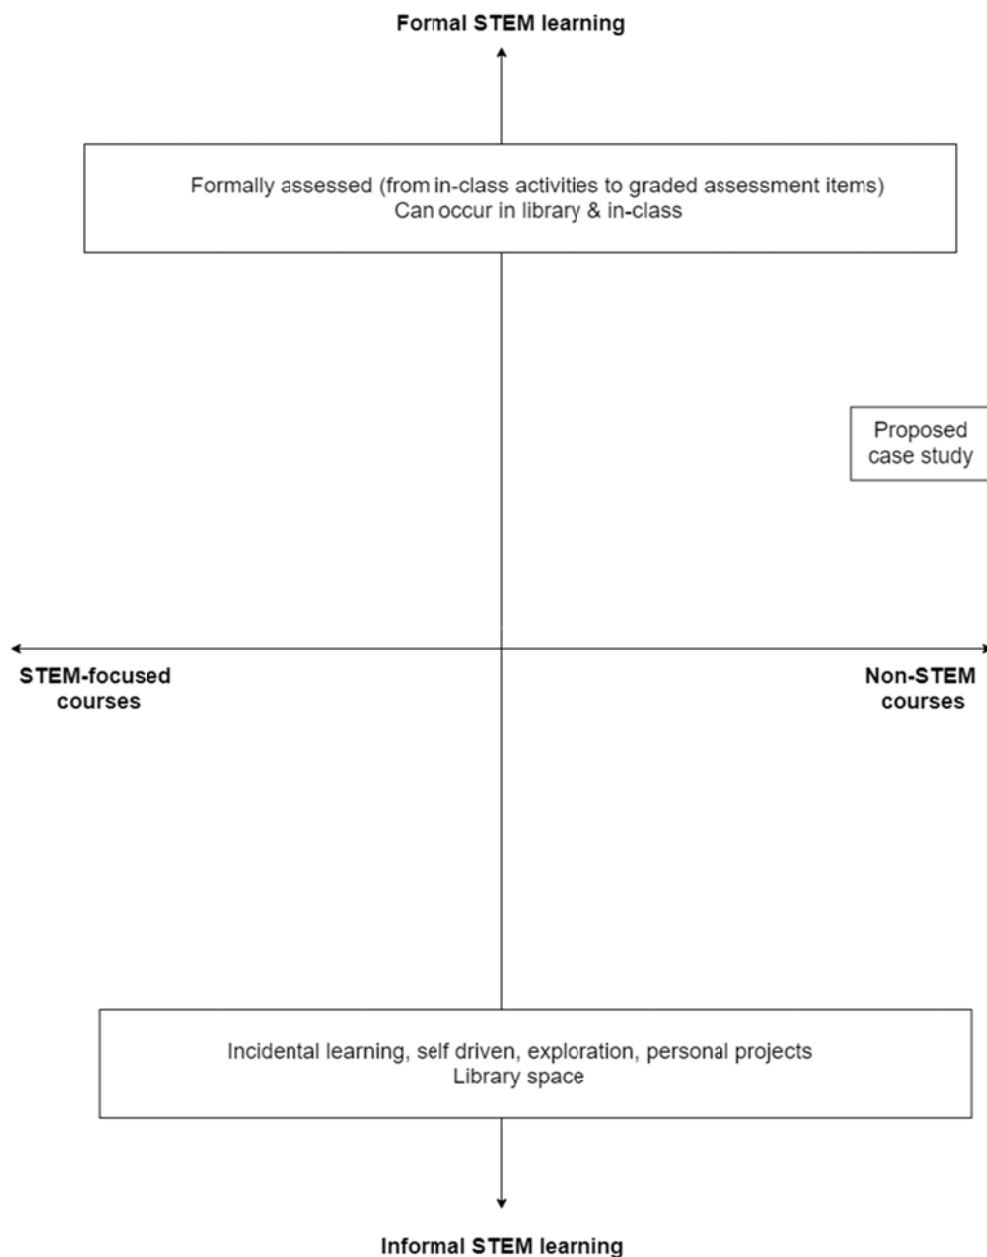 Formal STEM learning
Formally assessed (from in-class activities to graded assessment items)
Can occur in library & in-class
Proposed
case study
STEM-focused
courses
Non-STEM
courses
Incidental learning, self driven, exploration, personal projects
Library space
Informal STEM learning